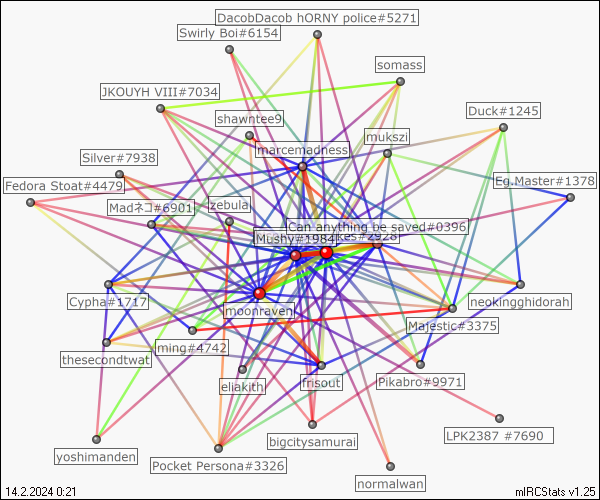 DacobDacob hORNY police#5271
Swirly Boi#6154
somass
JKOUYH VIII#7034
Duck#1245
shawntee9
mukszi
marcemadness
Silver#7938
Eg.Master#1378
Fedora Stoat#4479
zebula
Madネコ#6901
Can anything be saved#0396
Mushy#1984
kes#2928
Cypha#1717
neokingghidorah
moonraven
Majestic#3375
ming#4742
thesecondtwat
frisout
Pikabro#9971
eliakith
LPK2387 #7690
bigcitysamurai
yoshimanden
Pocket Persona#3326
normalwan
14.2.2024 0:21
mIRCStats v1.25